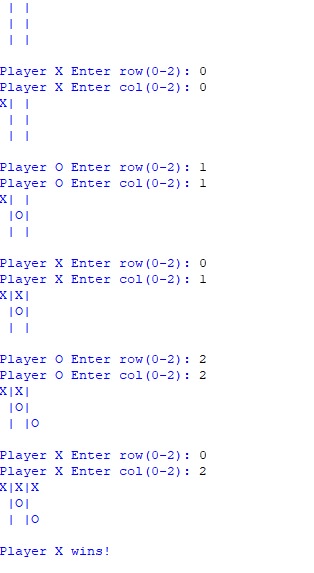 | |
 | |
 | |

Player X Enter row(0-2): 0
Player X Enter col(0-2): 0
X| |
 | |
 | |

Player O Enter row(0-2): 1
Player O Enter col(0-2): 1
X| |
 |O|
 | |

Player X Enter row(0-2): 0
Player X Enter col(0-2): 1
X|X|
 |O|
 | |

Player O Enter row(0-2): 2
Player O Enter col(0-2): 2
X|X|
 |O|
 | |O

Player X Enter row(0-2): 0
Player X Enter col(0-2): 2
X|X|X
 |O|
 | |O

Player X wins!